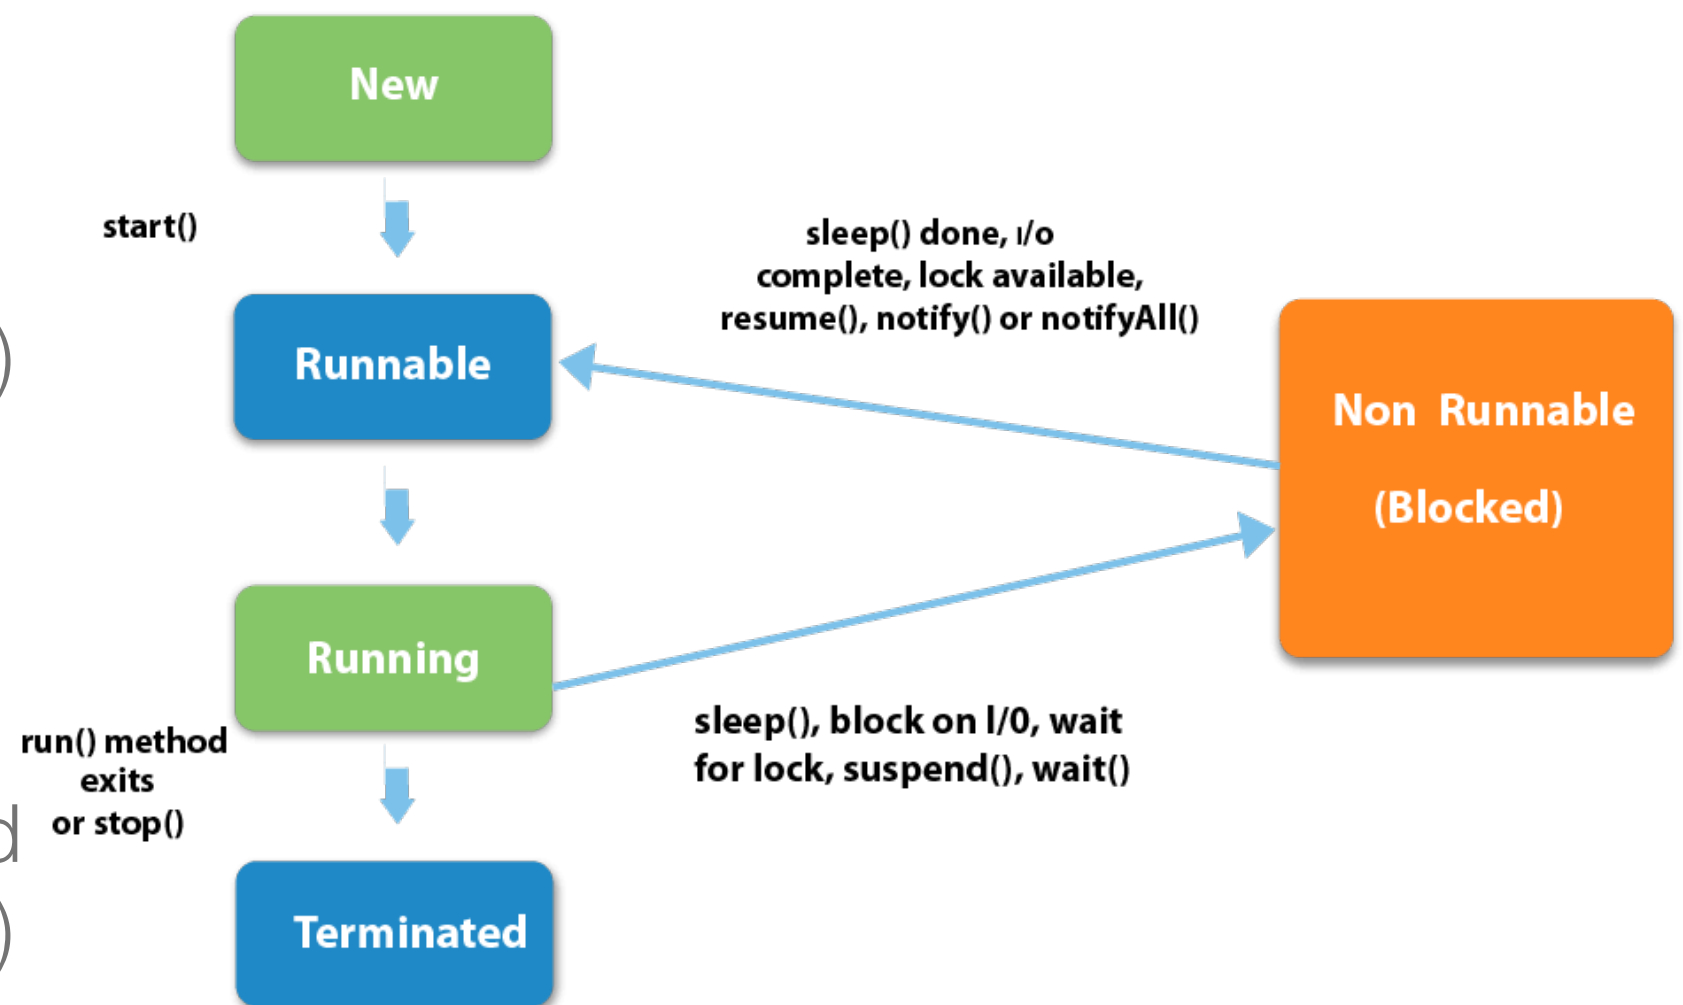 New
start()
sleep() done, I/o
complete, lock available,
resume(), notify() or notifyAll()
)
Runnable
Non Runnable
(Blocked)
Running
run() method
exits
or stop()
sleep(), block on I/0, wait
for lock, suspend(), wait()
d
)
Terminated